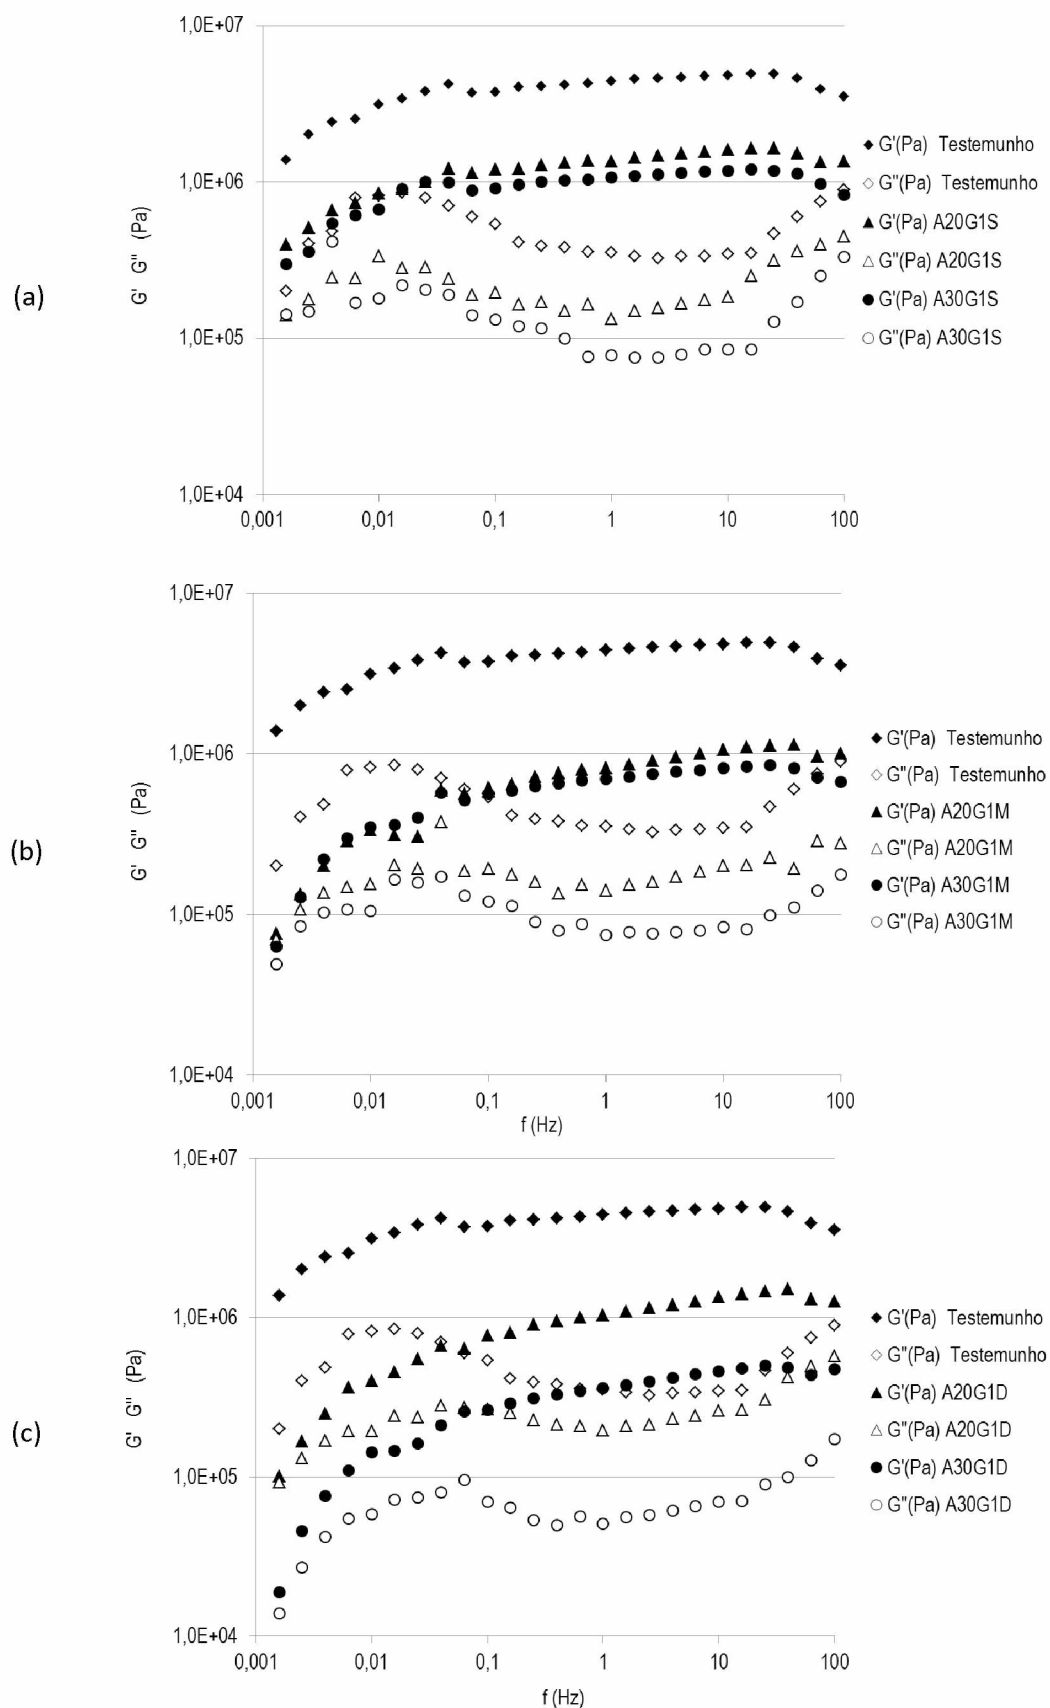 1,0E+07
1,0E+06
1,0E+05
1,0E+04
G' G" (Pa)
(a)
0,001 0,01 0,1 1 10 100
G'(Pa) Testemunho
G"(Pa) Testemunho
G'(Pa) A20G1S
G"(Pa) A20G1S
G'(Pa) A30G1S
G"(Pa) A30G1S
1,0E+07
1,0E+06
1,0E+05
1,0E+04
G' G" (Pa)
(b)
0,001 0,01 0,1 1 10 100
f (Hz)
G'(Pa) Testemunho
G"(Pa) Testemunho
G'(Pa) A20G1M
G"(Pa) A20G1M
G'(Pa) A30G1M
G"(Pa) A30G1M
1,0E+07
1,0E+06
1,0E+05
1,0E+04
G' G" (Pa)
(c)
0,001 0,01 0,1 1 10 100
f (Hz)
G'(Pa) Testemunho
G"(Pa) Testemunho
G'(Pa) A20G1D
G"(Pa) A20G1D
G'(Pa) A30G1D
G"(Pa) A30G1D